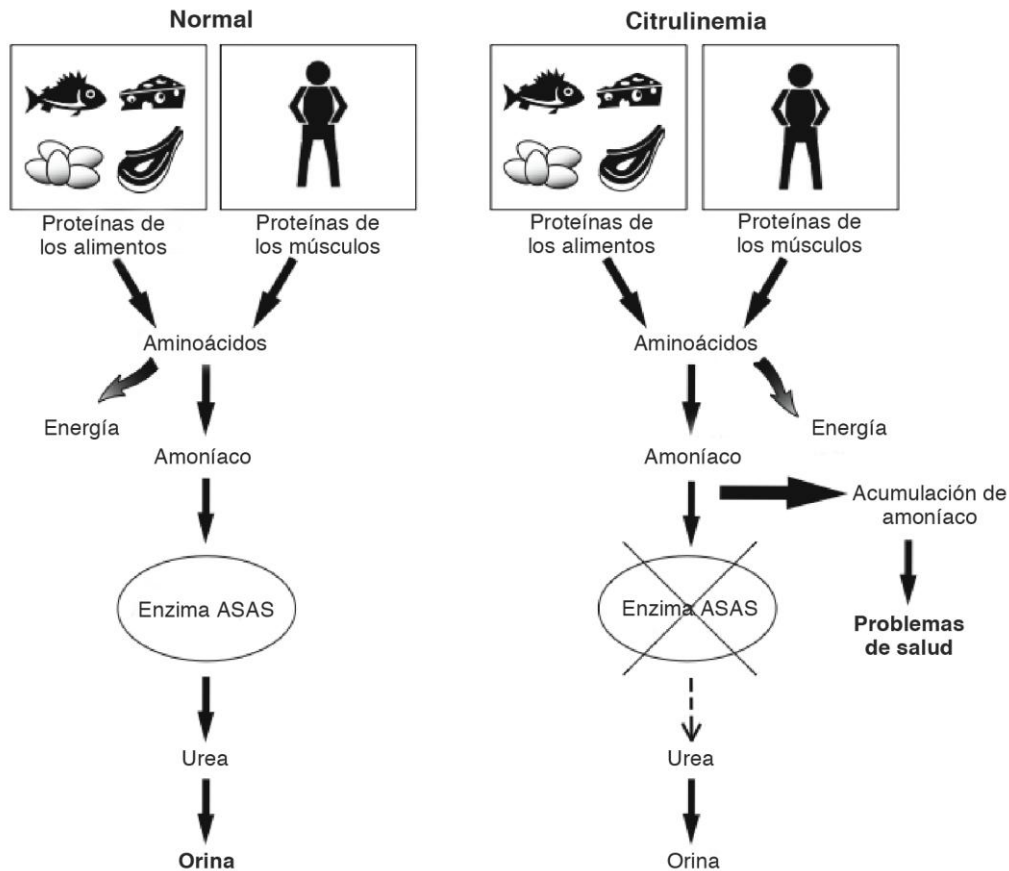 Normal
Proteínas de
los alimentos
Proteínas de
los músculos
Aminoácidos
Energía
Amoníaco
Enzima ASAS
Urea
Orina
Citrulinemia
Proteínas de
los alimentos
Proteínas de
los músculos
Aminoácidos
Energía
Amoníaco
Acumulación de
amoníaco
Enzima ASAS
Problemas
de salud
Urea
Orina